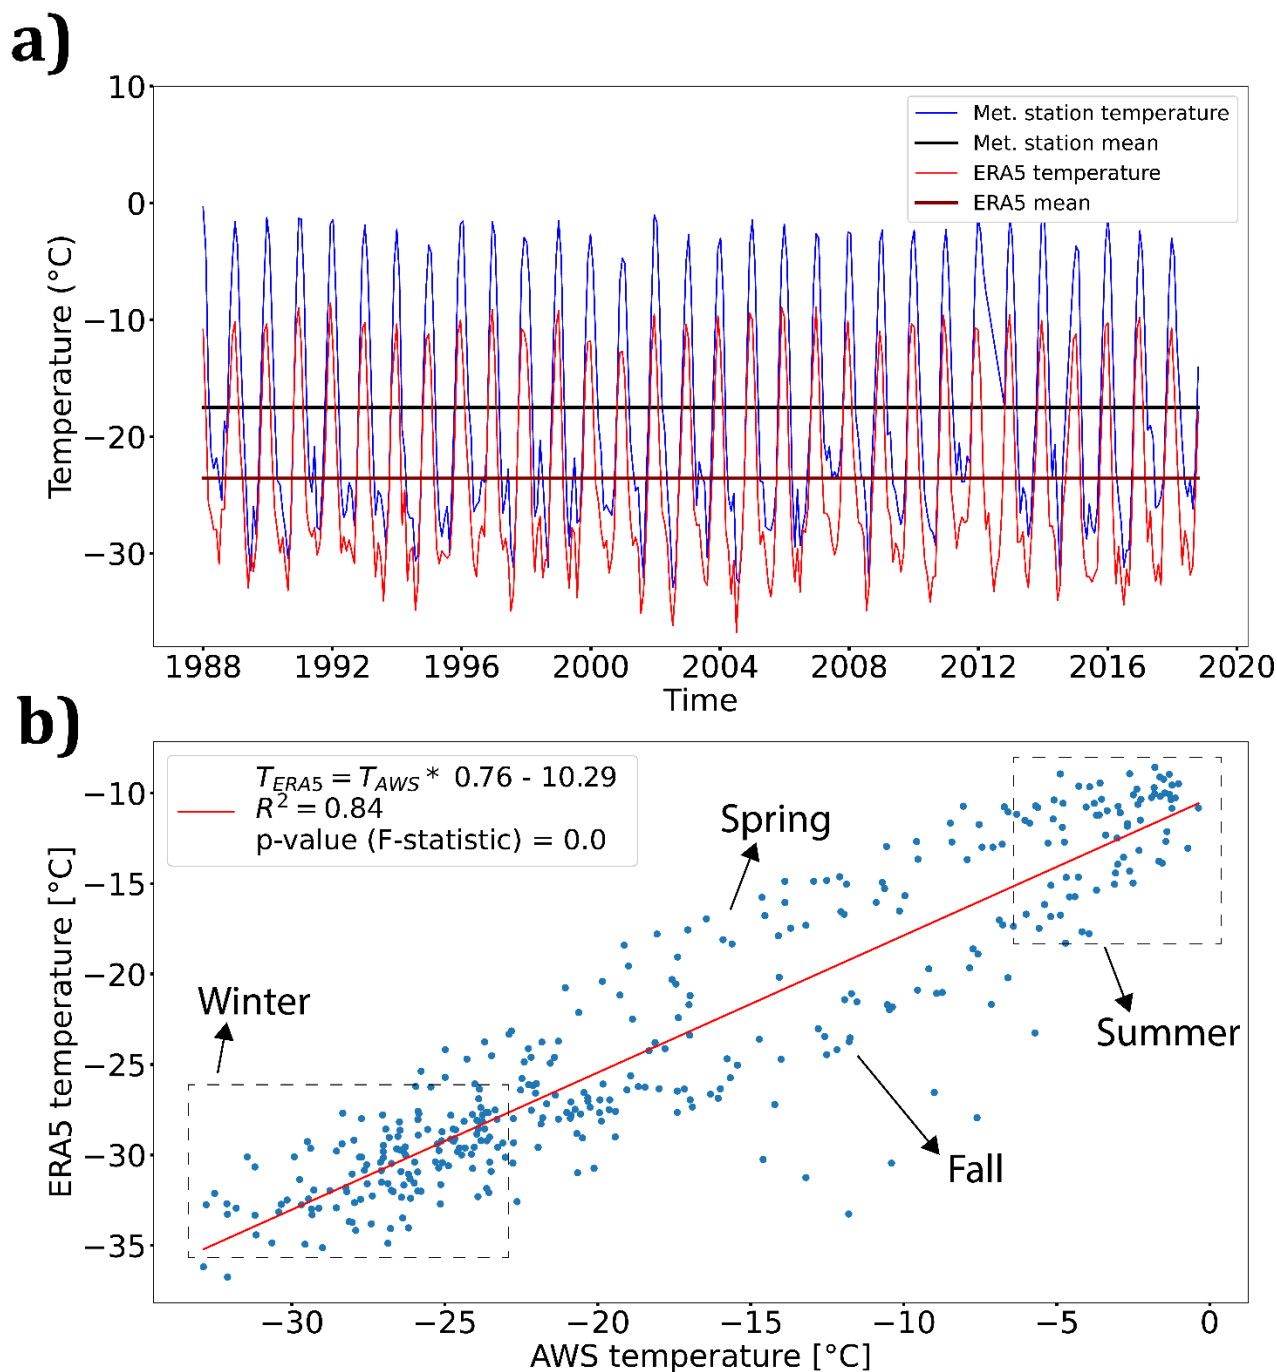 a)
10
0
−10
−20
−30
Temperature (°C)
Met. station temperature
Met. station mean
ERA5 temperature
ERA5 mean
1988 1992 1996 2000 2004 2008 2012 2016 2020
Time
b)
−10
−15
−20
−25
−30
−35
ERA5 temperature [°C]
T_ERA5 = T_AWS * 0.76 - 10.29
R² = 0.84
p-value (F-statistic) = 0.0
Spring
Winter
Summer
Fall
−30 −25 −20 −15 −10 −5 0
AWS temperature [°C]